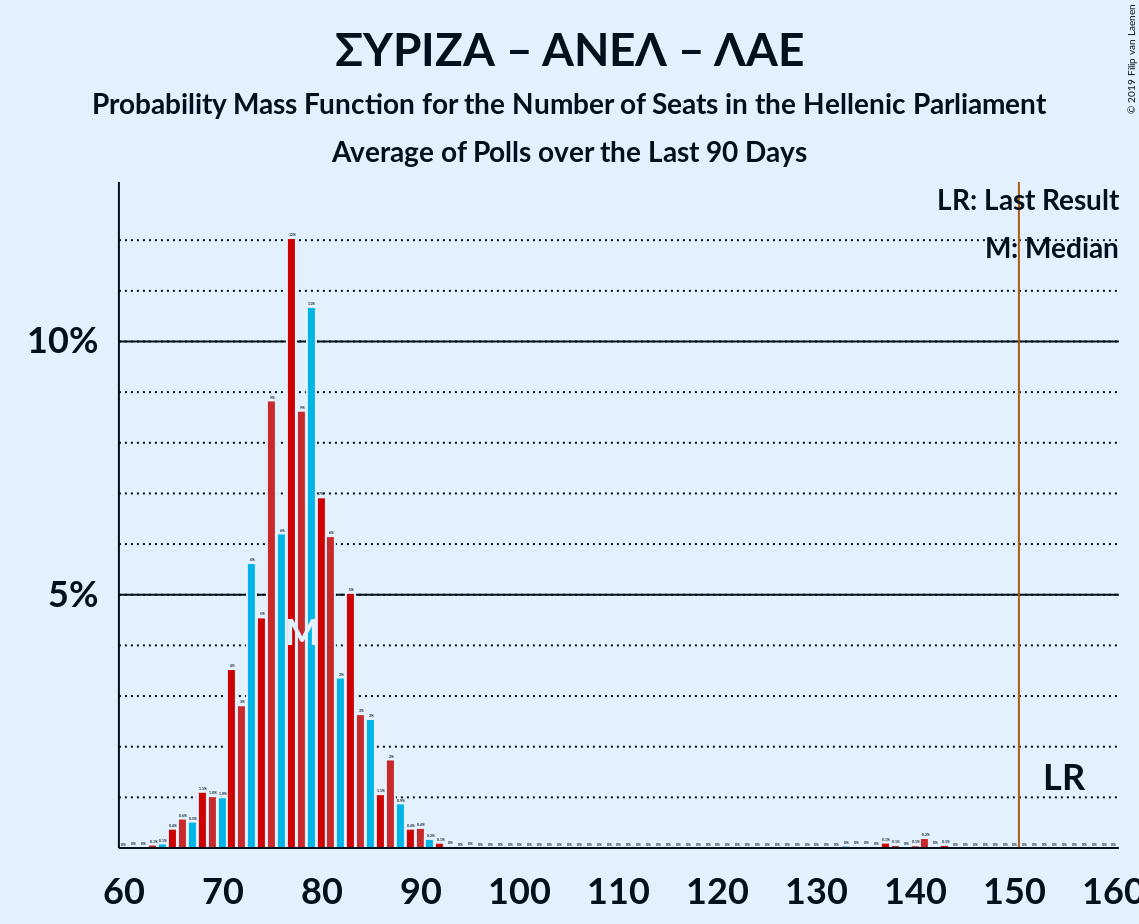 ΣΥΡΙΖΑ – ΑΝΕΛ – ΛΑΕ
Probability Mass Function for the Number of Seats in the Hellenic Parliament
Average of Polls over the Last 90 Days
© 2019 Filip van Laenen
LR: Last Result
M: Median
10%
5%
M
LR
60 70 80 90 100 110 120 130 140 150 160